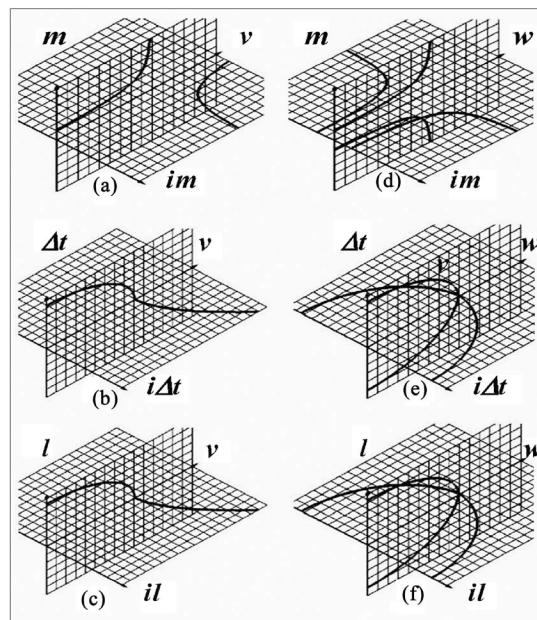 m v
im
(a)
m w
im
(d)
Δt v
iΔt
(b)
Δt w
v
iΔt
(e)
l v
il
(c)
l w
il
(f)